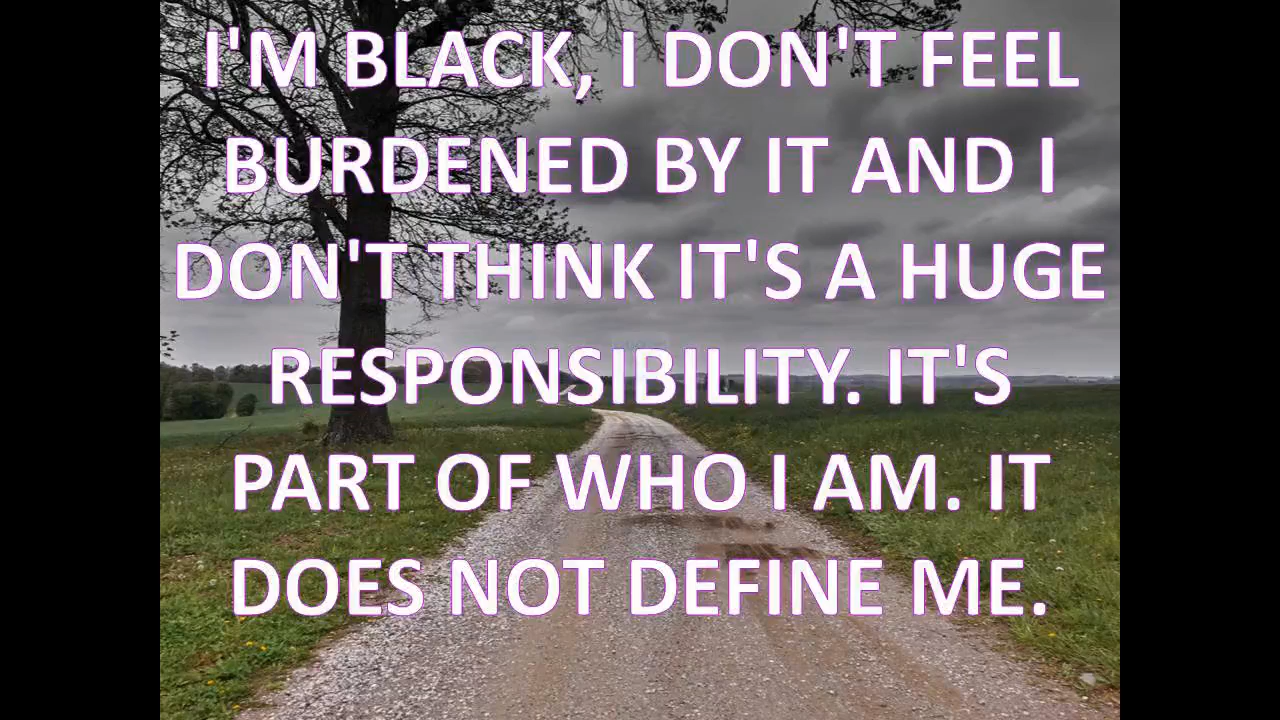 I'M BLACK, I DON'T FEEL
BURDENED BY IT AND I
DON'T THINK IT'S A HUGE
RESPONSIBILITY. IT'S
PART OF WHO I AM. IT
DOES NOT DEFINE ME.